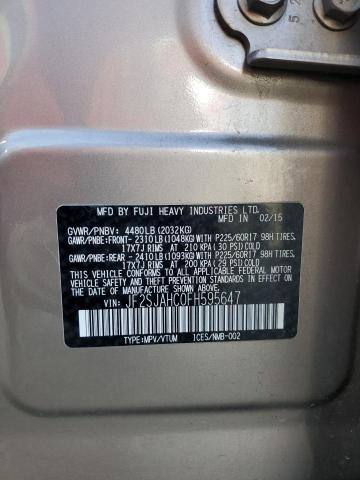 52
MFD BY FUJI HEAVY INDUSTRIES LTD.
MFD IN 02/15
GVWR/PNBV: 4480LB(2032KG)
GAWR/PNBE:FRONT- 2310LB(1048KG)WITH P225/60R17 98H TIRES,
17X7J RIMS AT 210 KPA(30 PSI)COLD
GAWR/PNBE:REAR - 2410LB(1093KG)WITH P225/60R17 98H TIRES,
17X7J RIMS AT 200 KPA(29 PSI)COLD
THIS VEHICLE CONFORMS TO ALL APPLICABLE FEDERAL MOTOR
VEHICLE SAFETY STANDARDS IN EFFECT ON THE DATE OF
MANUFACTURE SHOWN ABOVE.
VIN: JF2SJAHC0FH595647
TYPE:MPV/VTUM ICES/NMB-002